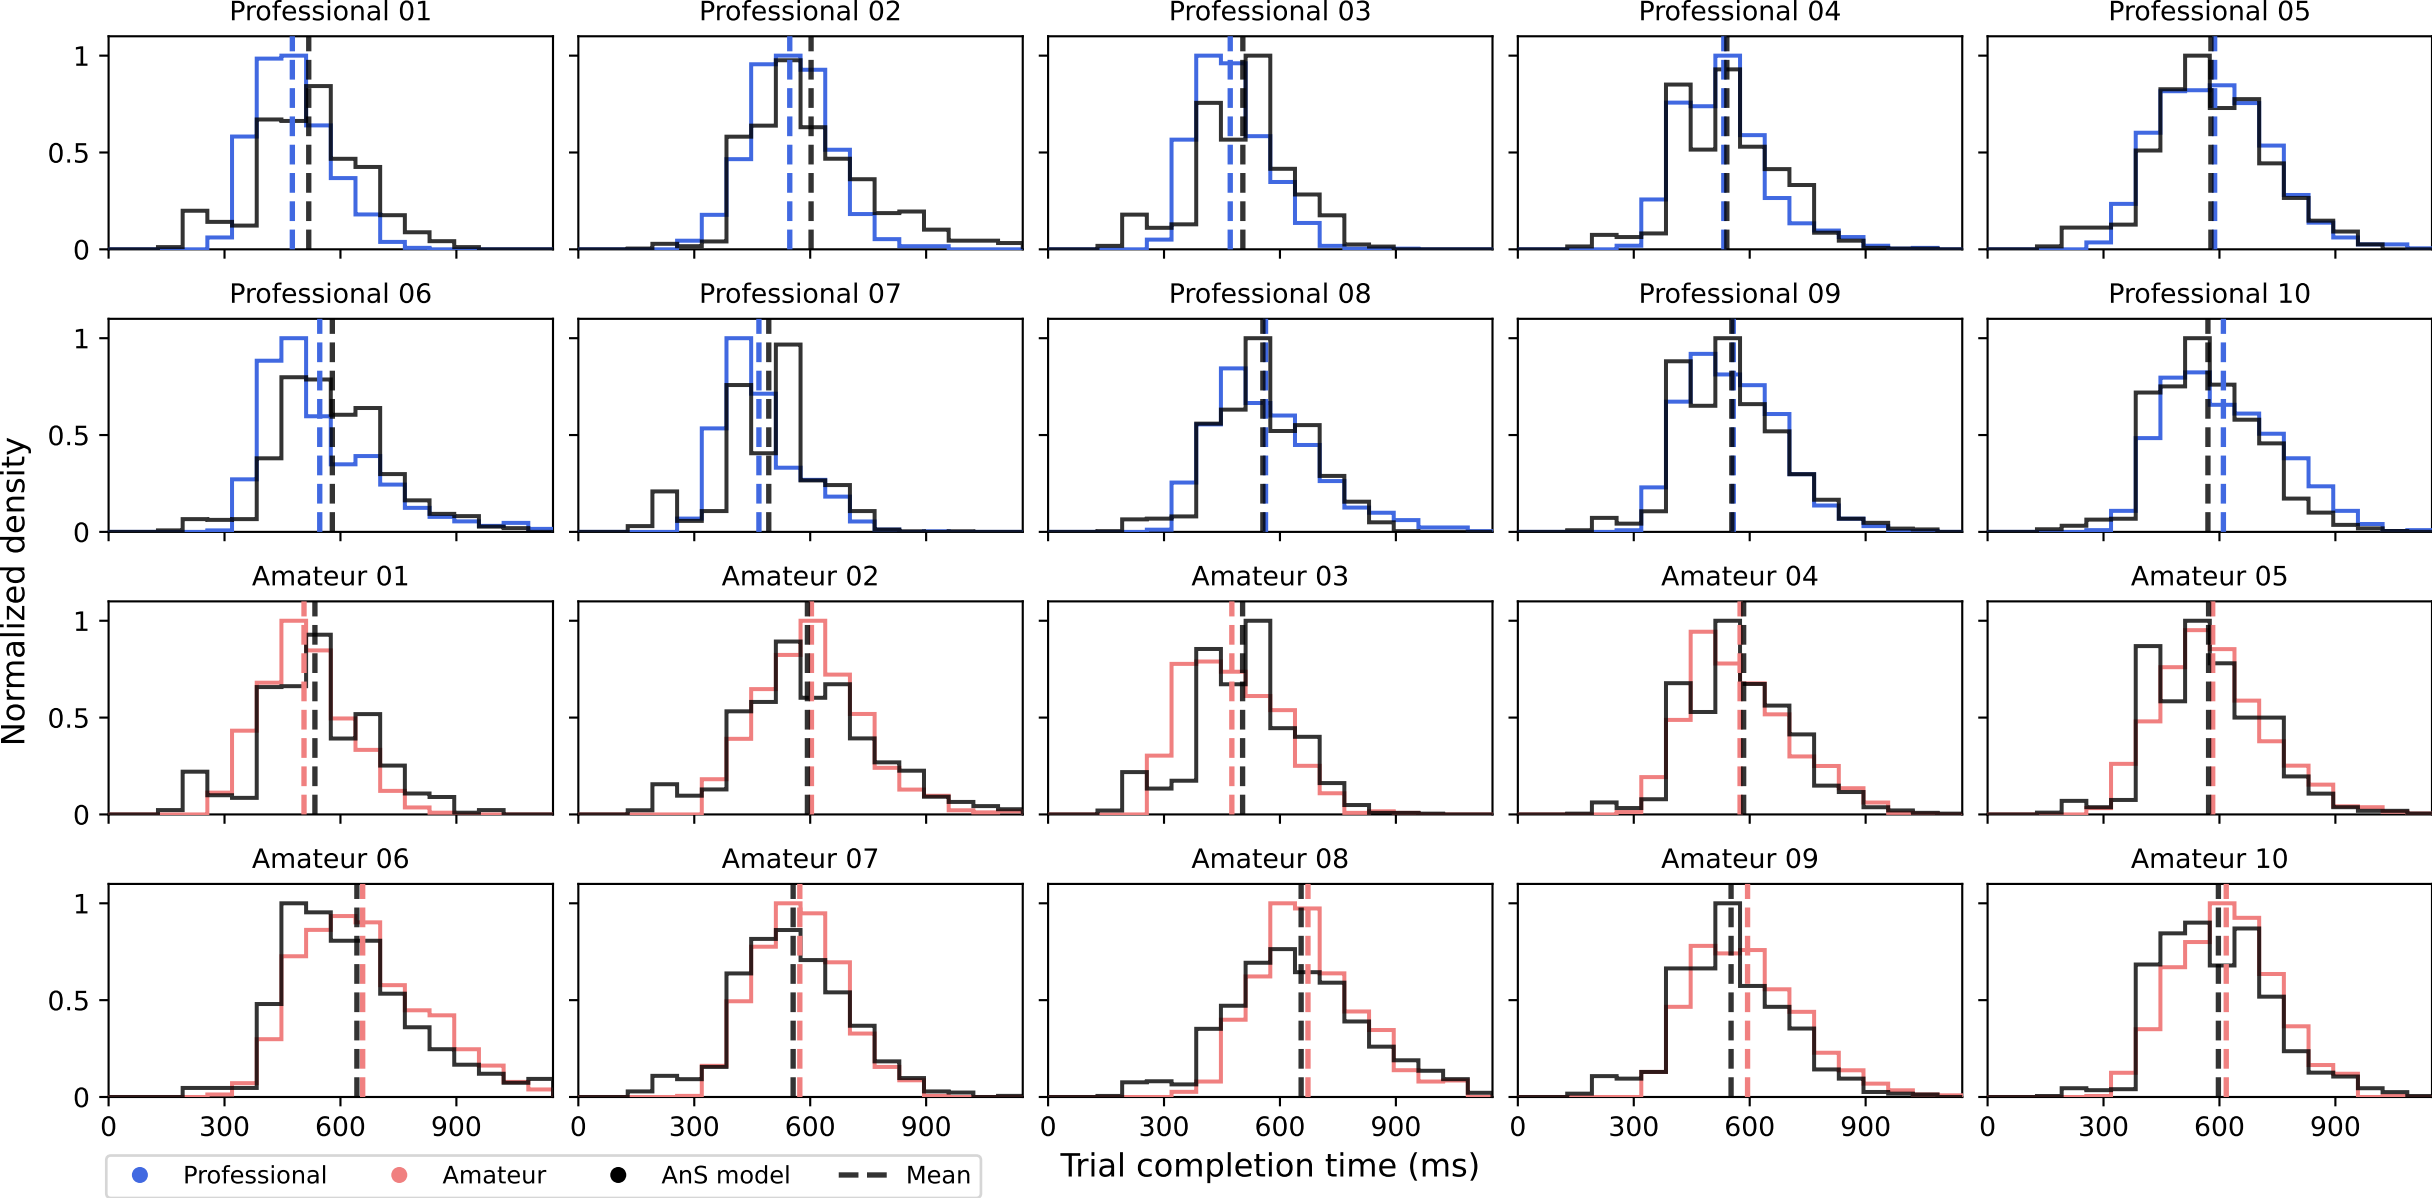 Professional 01 Professional 02 Professional 03 Professional 04 Professional 05
1
0.5
0
Professional 06 Professional 07 Professional 08 Professional 09 Professional 10
1
0.5
0
Normalized density
Amateur 01 Amateur 02 Amateur 03 Amateur 04 Amateur 05
1
0.5
0
Amateur 06 Amateur 07 Amateur 08 Amateur 09 Amateur 10
1
0.5
0
0 300 600 900 0 300 600 900 0 300 600 900 0 300 600 900 0 300 600 900
Trial completion time (ms)
Professional Amateur AnS model Mean